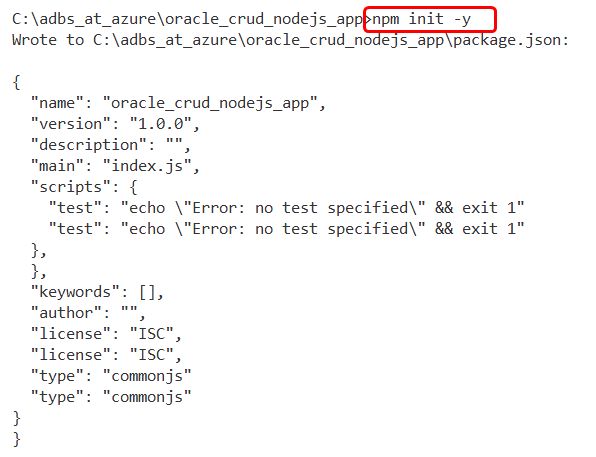 C:\adbs_at_azure\oracle_crud_nodejs_app>npm init -y
Wrote to C:\adbs_at_azure\oracle_crud_nodejs_app\package.json:
{
"name": "oracle_crud_nodejs_app",
"version": "1.0.0",
"description": "",
"main": "index.js",
"scripts": {
"test": "echo \"Error: no test specified\" && exit 1"
"test": "echo \"Error: no test specified\" && exit 1"
},
},
"keywords": [],
"author": "",
"license": "ISC",
"license": "ISC",
"type": "commonjs"
"type": "commonjs"
}
}